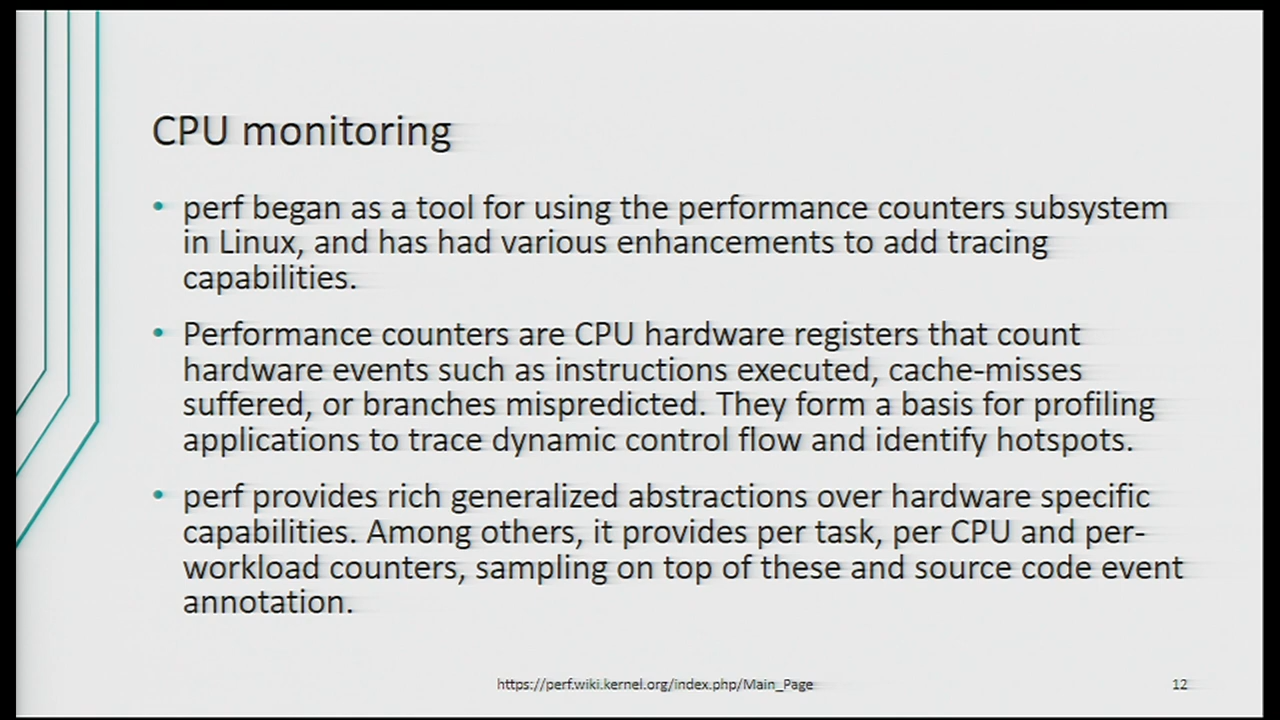 CPU monitoring
• perf began as a tool for using the performance counters subsystem
in Linux, and has had various enhancements to add tracing
capabilities.
• Performance counters are CPU hardware registers that count
hardware events such as instructions executed, cache-misses
suffered, or branches mispredicted. They form a basis for profiling
applications to trace dynamic control flow and identify hotspots.
• perf provides rich generalized abstractions over hardware specific
capabilities. Among others, it provides per task, per CPU and per-
workload counters, sampling on top of these and source code event
annotation.
https://perf.wiki.kernel.org/index.php/Main_Page
12